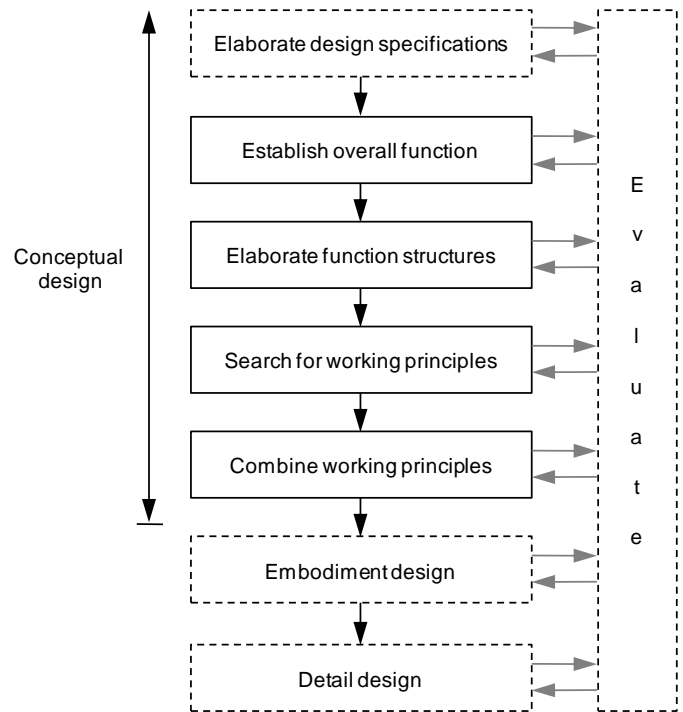 Elaborate design specifications
Establish overall function
Elaborate function structures
Conceptual
design
Search for working principles
Combine working principles
Embodiment design
Detail design
E
v
a
l
u
a
t
e